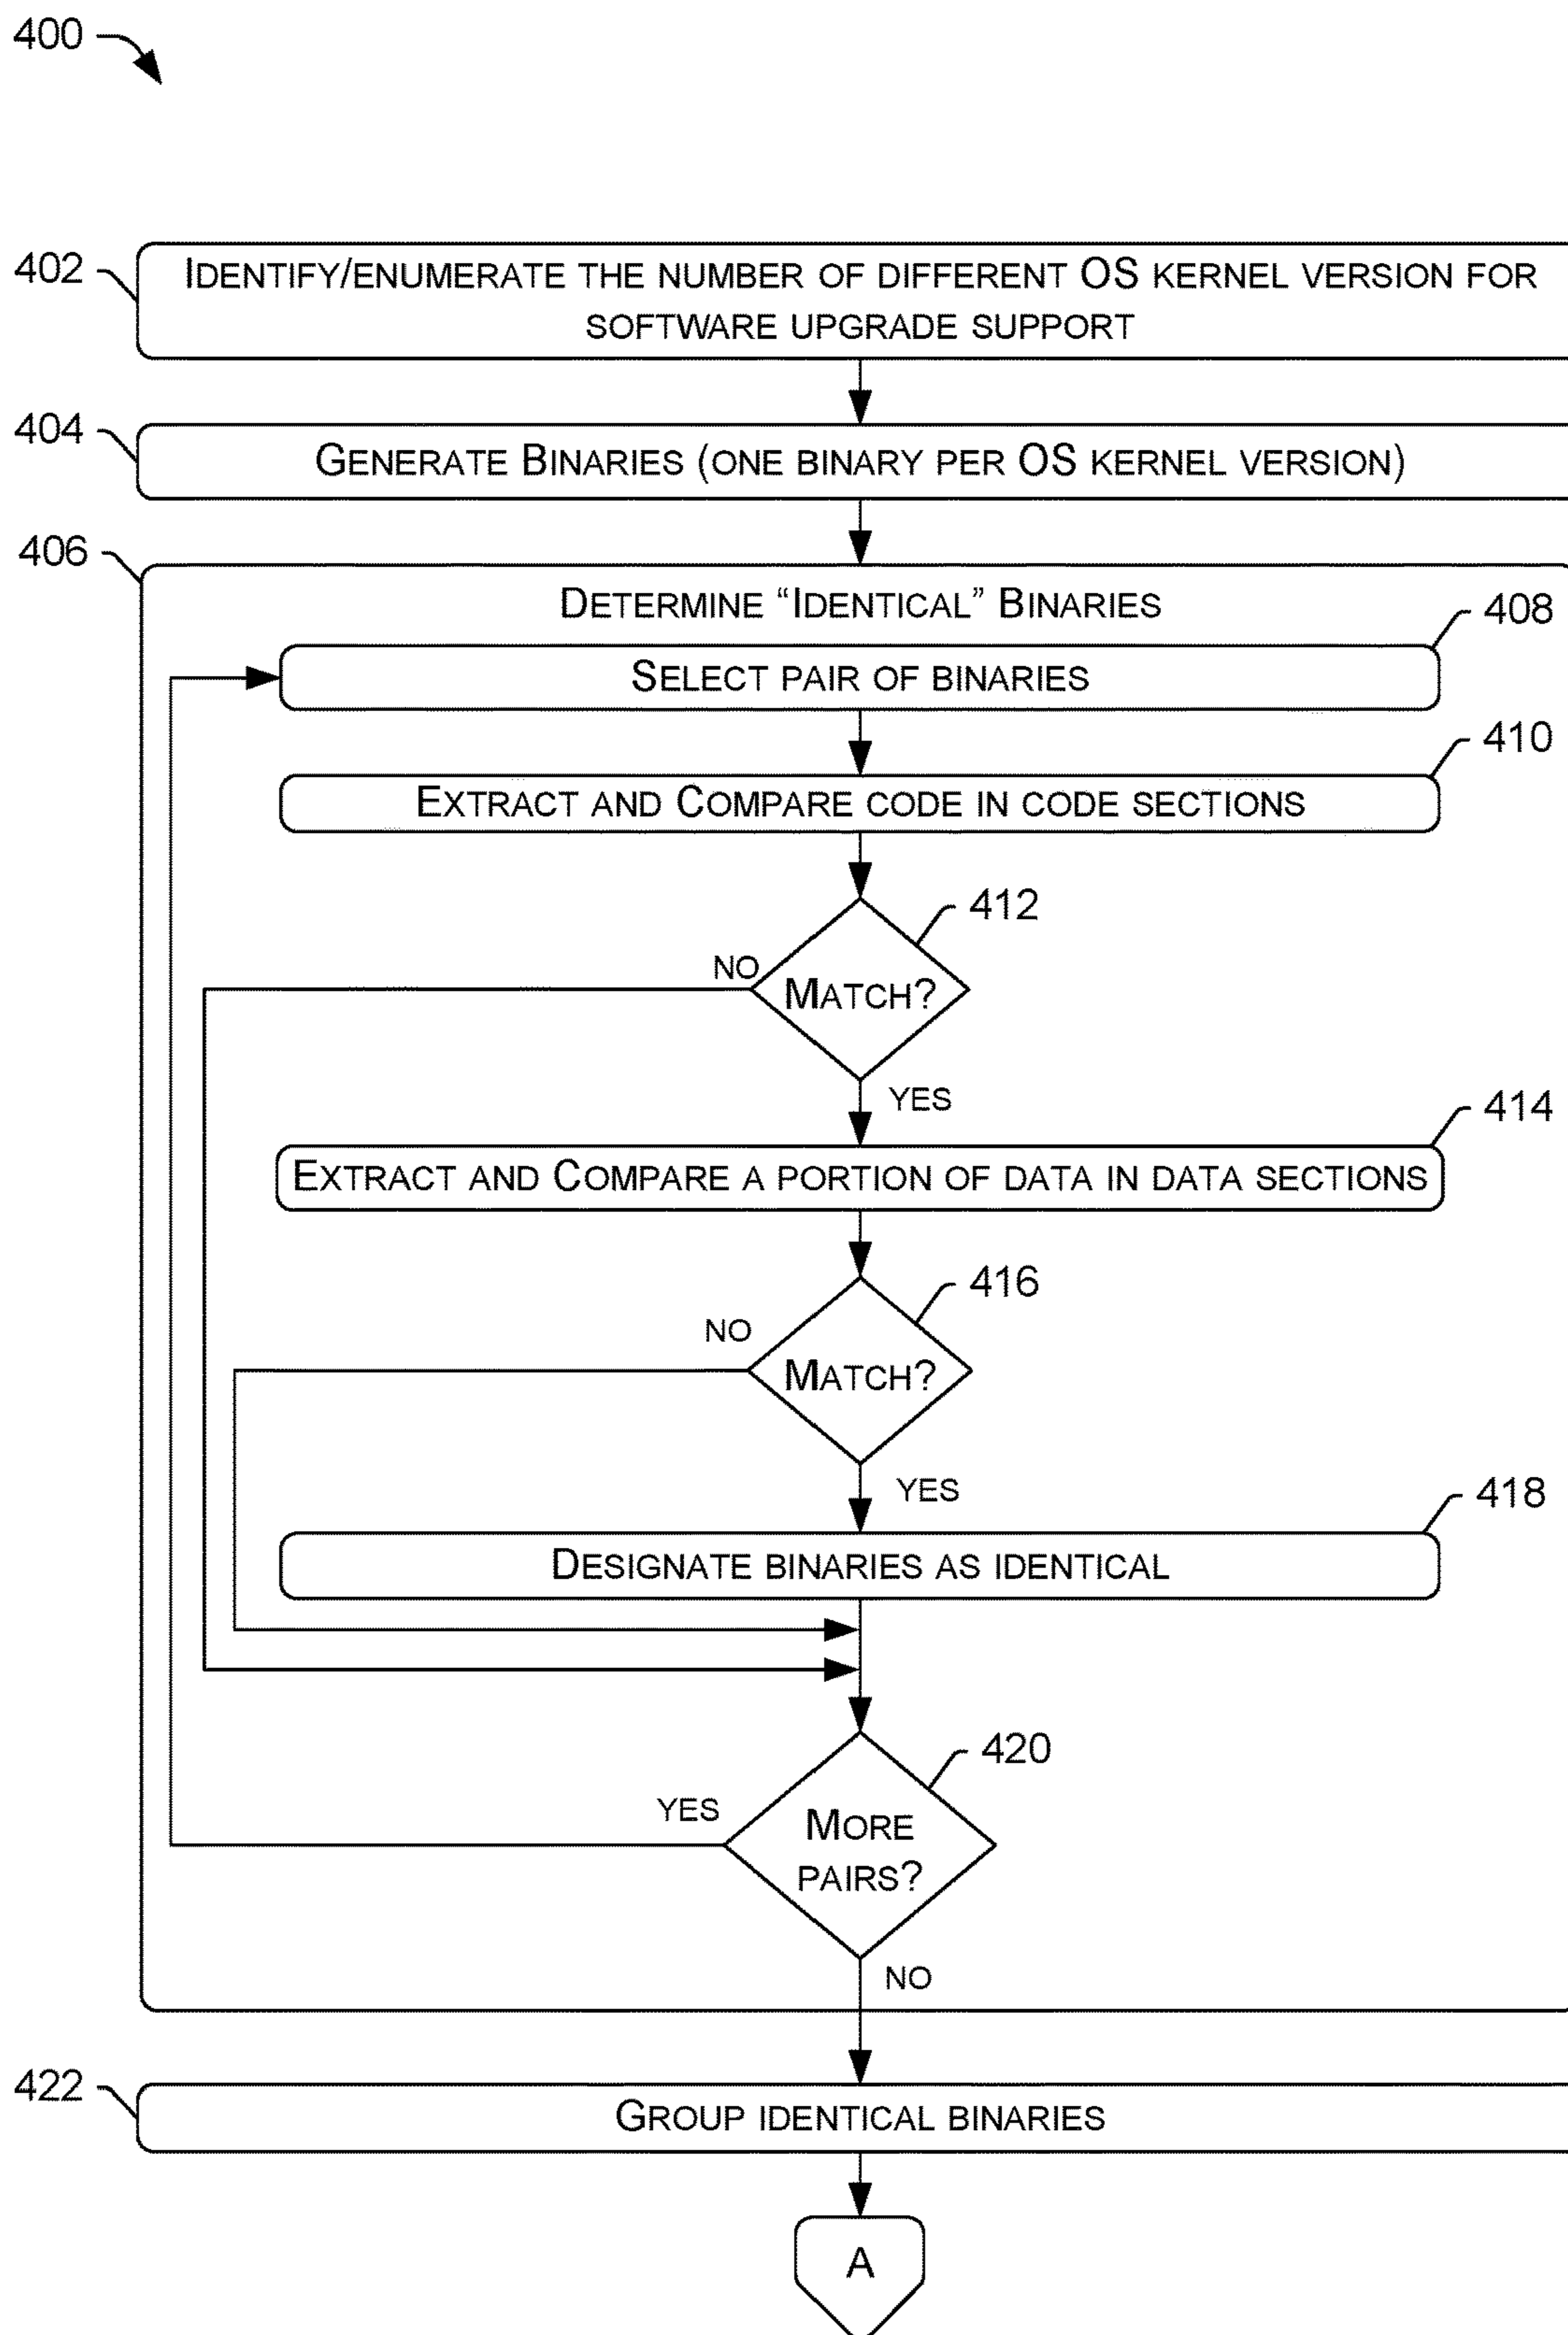 400
402
IDENTIFY/ENUMERATE THE NUMBER OF DIFFERENT OS KERNEL VERSION FOR
SOFTWARE UPGRADE SUPPORT
404
GENERATE BINARIES (ONE BINARY PER OS KERNEL VERSION)
406
DETERMINE “IDENTICAL” BINARIES
408
SELECT PAIR OF BINARIES
410
EXTRACT AND COMPARE CODE IN CODE SECTIONS
412
NO
MATCH?
YES
414
EXTRACT AND COMPARE A PORTION OF DATA IN DATA SECTIONS
416
NO
MATCH?
YES
418
DESIGNATE BINARIES AS IDENTICAL
420
YES
MORE
PAIRS?
NO
422
GROUP IDENTICAL BINARIES
A